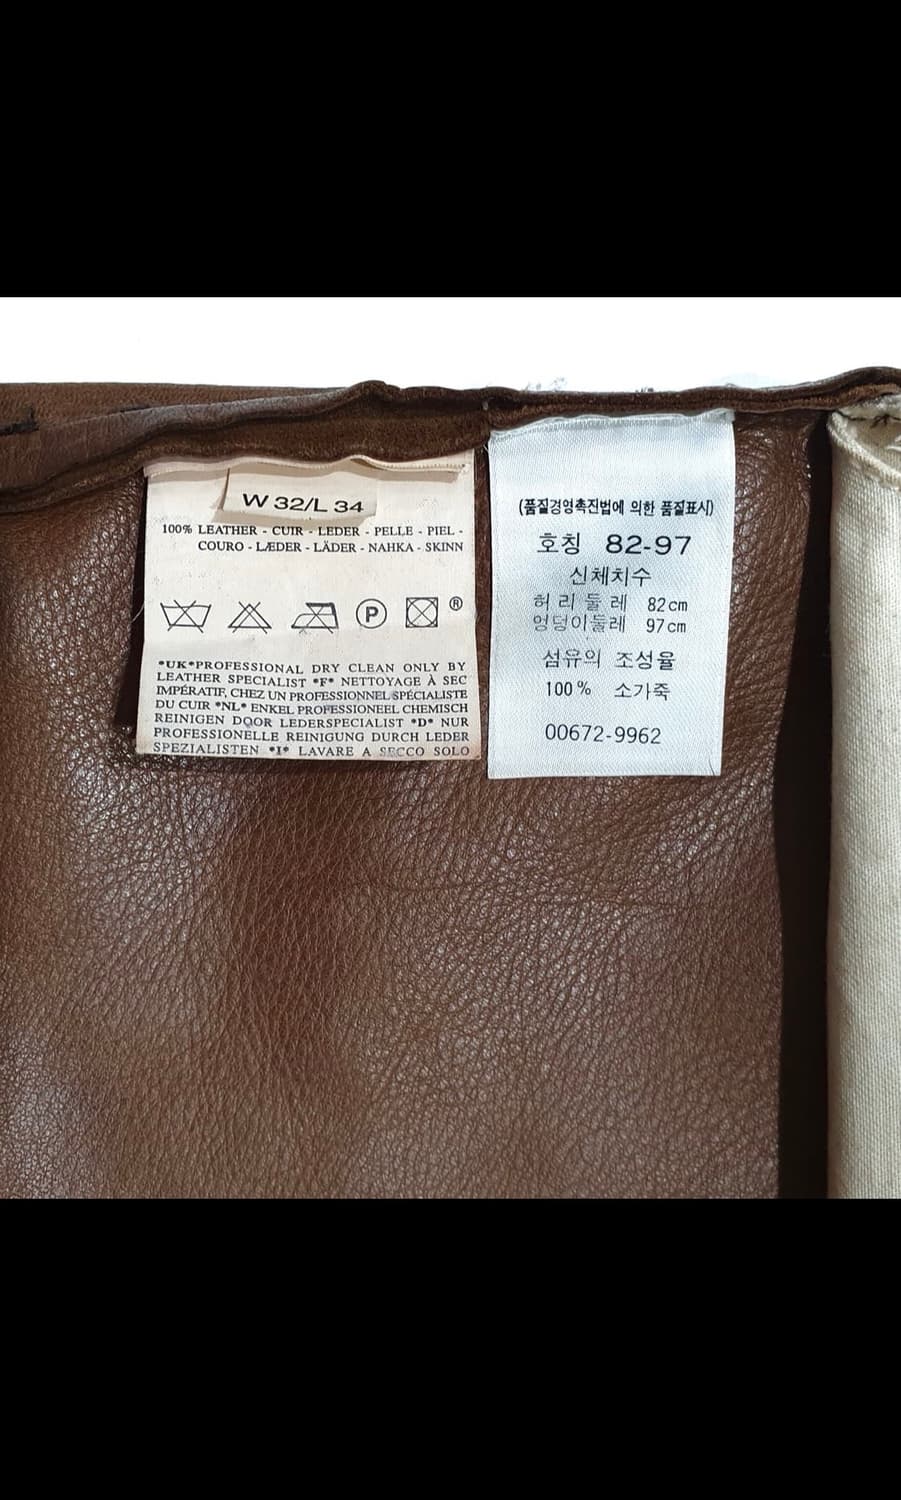 W 32/L 34
100% LEATHER - CUIR - LEDER - PELLE - PIEL -
COURO - LÆDER - LÄDER - NAHKA - SKINN
P ®
*UK*PROFESSIONAL DRY CLEAN ONLY BY
LEATHER SPECIALIST *F* NETTOYAGE À SEC
IMPÉRATIF, CHEZ UN PROFESSIONNEL SPÉCIALISTE
DU CUIR *NL* ENKEL PROFESSIONEEL CHEMISCH
REINIGEN DOOR LEDERSPECIALIST *D* NUR
PROFESSIONELLE REINIGUNG DURCH LEDER
SPEZIALISTEN *I* LAVARE A SECCO SOLO
(품질경영촉진법에 의한 품질표시)
호칭 82-97
신체치수
허리둘레 82cm
엉덩이둘레 97cm
섬유의 조성율
100% 소가죽
00672-9962